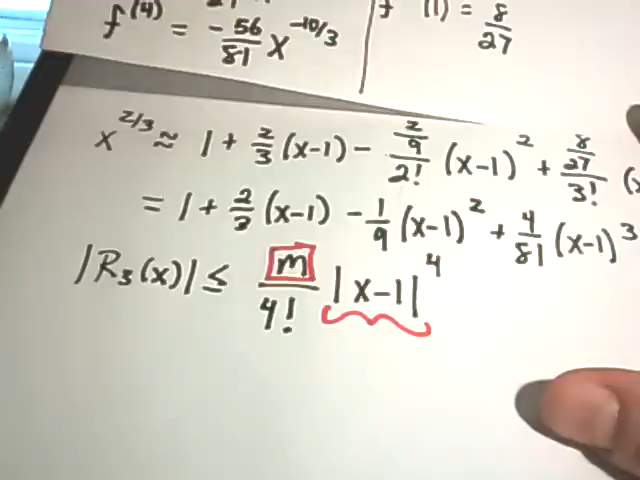 f^(4) = -56/81 x^-10/3
f (1) = 8/27
x^2/3 ≈ 1 + 2/3 (x-1) - (2/9)/2! (x-1)^2 + (8/27)/3! (x
= 1 + 2/3 (x-1) - 1/9 (x-1)^2 + 4/81 (x-1)^3
|R_3(x)| ≤ m/4! |x-1|^4